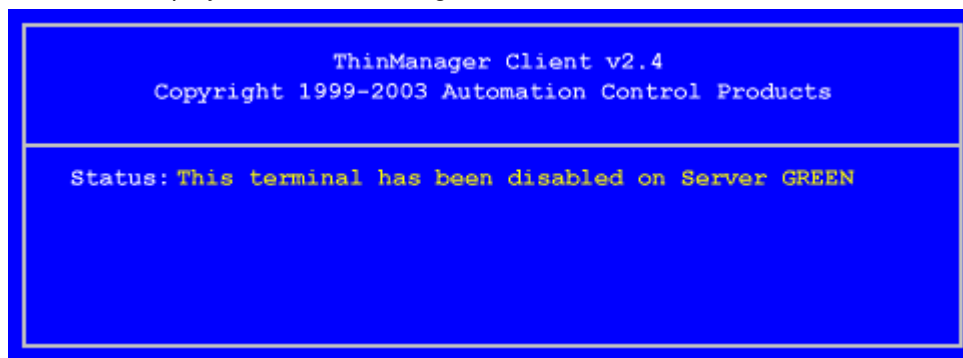 ThinManager Client v2.4
Copyright 1999-2003 Automation Control Products
Status: This terminal has been disabled on Server GREEN